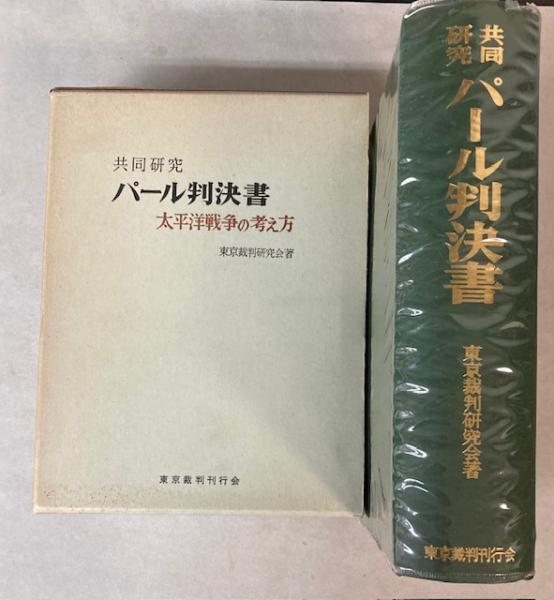 共同研究
パール判決書
太平洋戦争の考え方
東京裁判研究会著
東京裁判刊行会
共同
研究
パール判決書
東京裁判研究会著
東京裁判刊行会